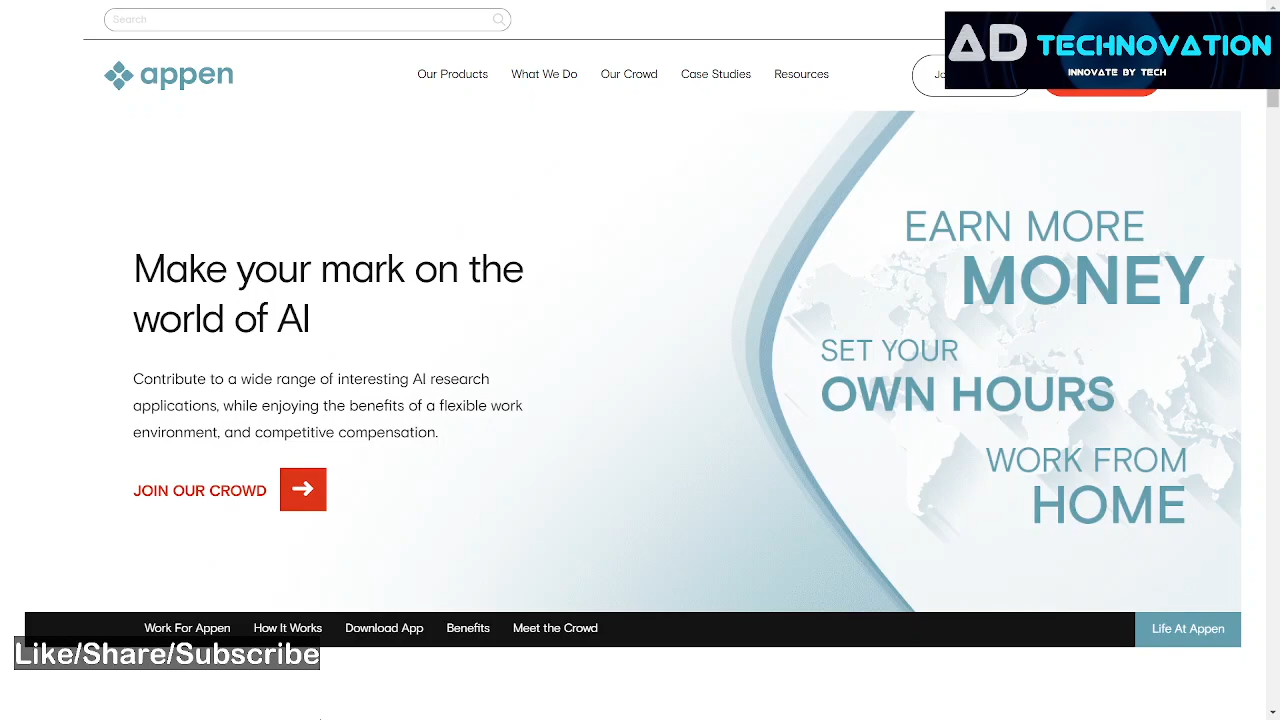 Search
AD TECHNOVATION
INNOVATE BY TECH
appen
Our Products
What We Do
Our Crowd
Case Studies
Resources
EARN MORE
MONEY
SET YOUR
OWN HOURS
WORK FROM
HOME
Make your mark on the
world of AI
Contribute to a wide range of interesting AI research
applications, while enjoying the benefits of a flexible work
environment, and competitive compensation.
JOIN OUR CROWD
Work For Appen
How It Works
Download App
Benefits
Meet the Crowd
Life At Appen
Like/Share/Subscribe